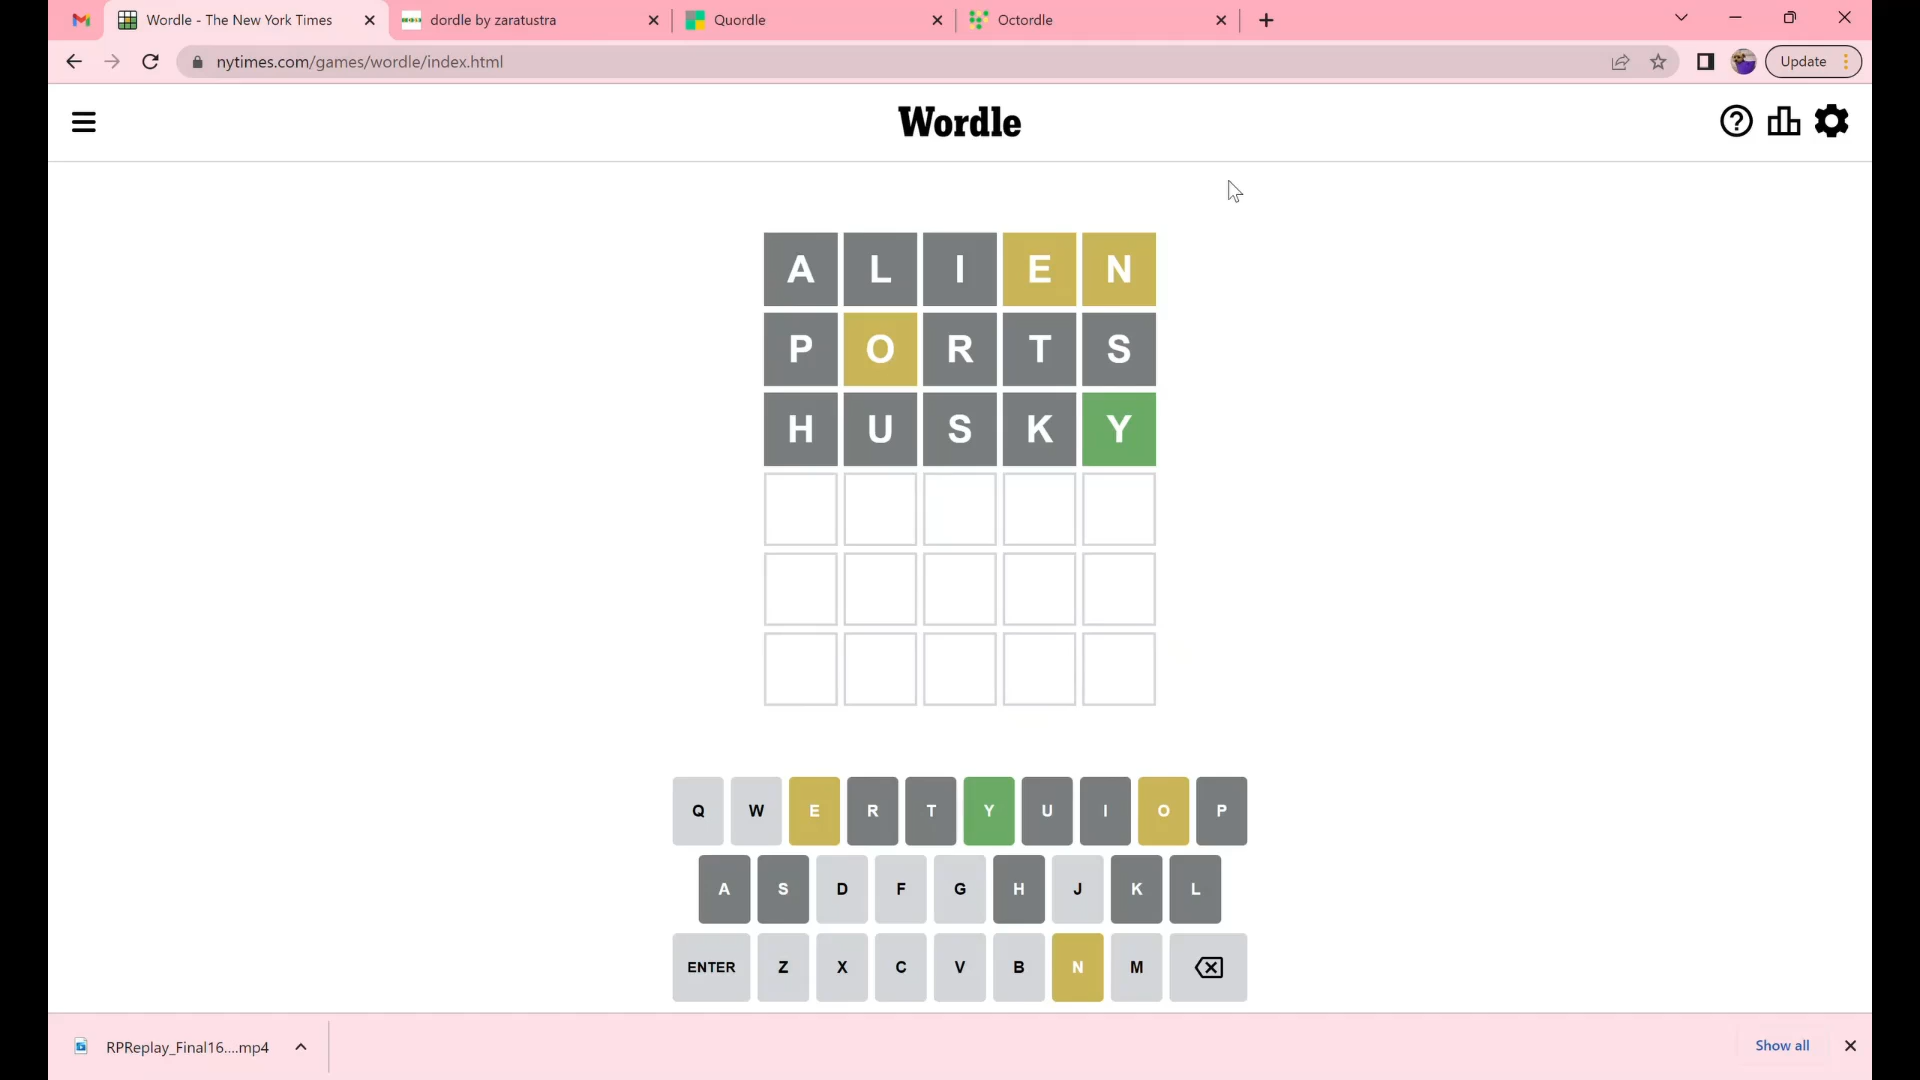 Wordle - The New York Times
dordle by zaratustra
Quordle
Octordle
nytimes.com/games/wordle/index.html
Update
Wordle
A L I E N
P O R T S
H U S K Y
Q W E R T Y U I O P
A S D F G H J K L
ENTER Z X C V B N M
RPReplay_Final16....mp4
Show all